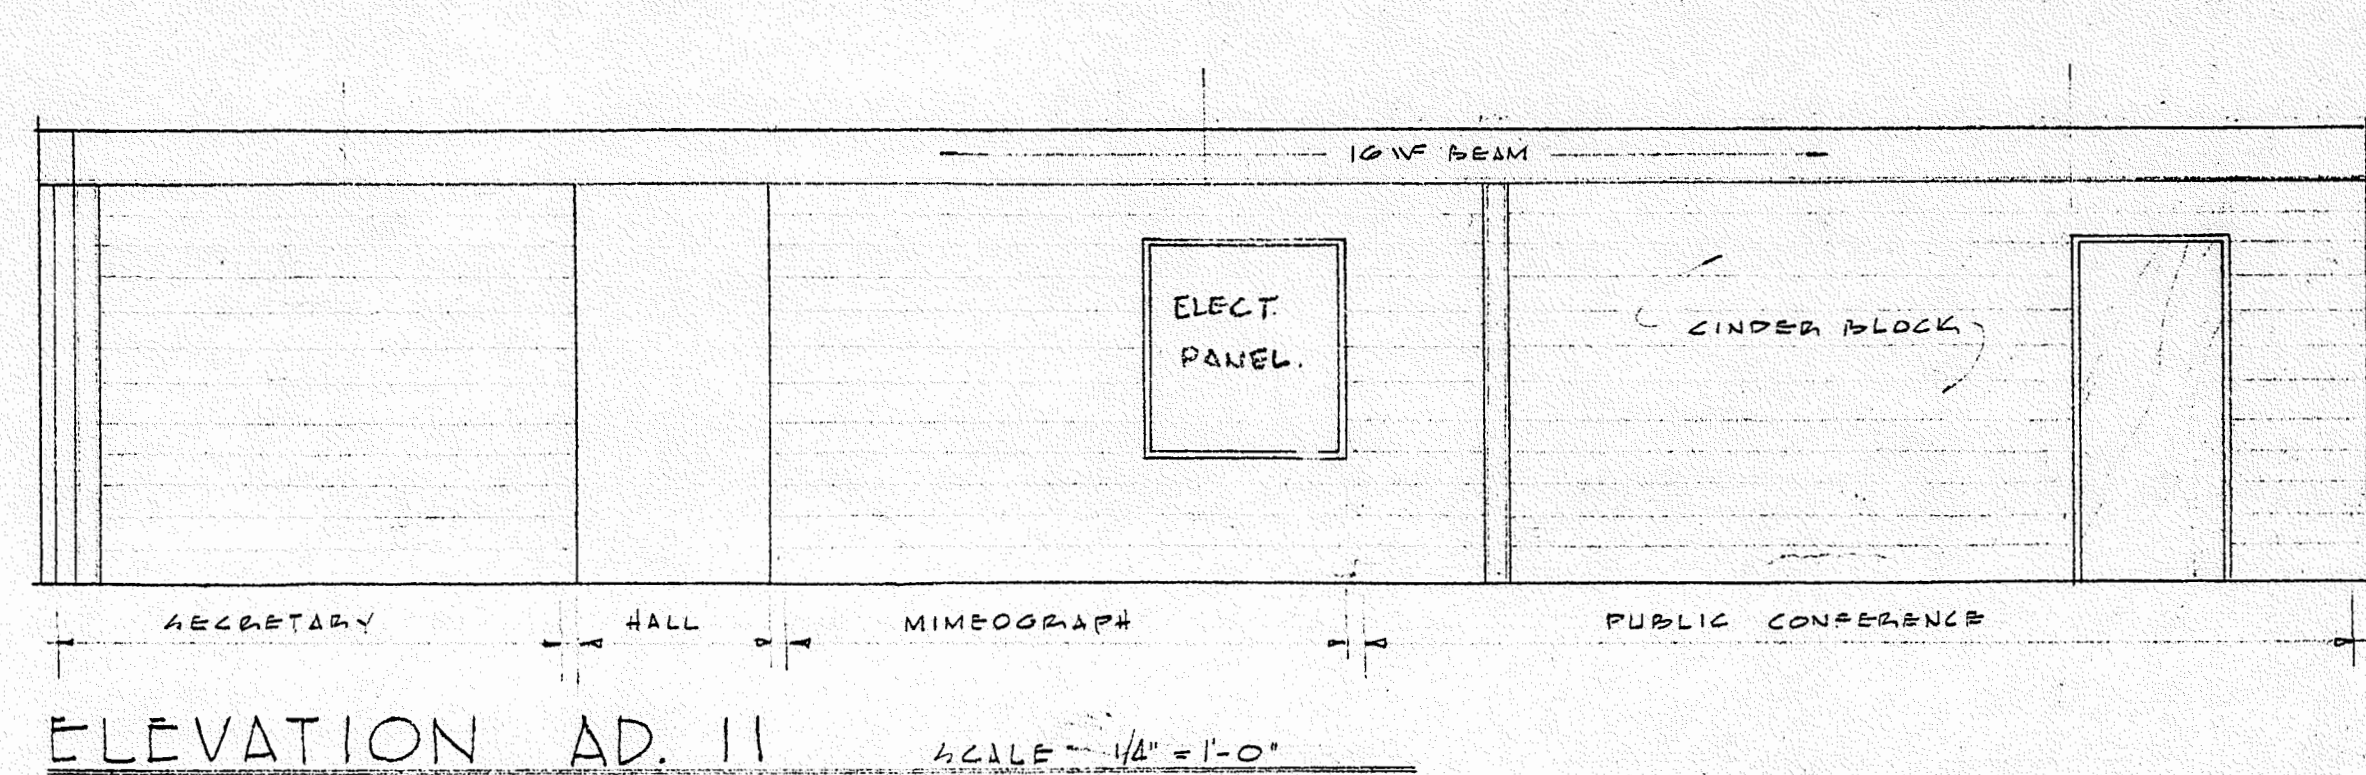 16 WF BEAM
ELECT.
PANEL.
CINDER BLOCK
SECRETARY HALL MIMEOGRAPH PUBLIC CONFERENCE
ELEVATION AD. 11 SCALE - 1/4" = 1'-0"